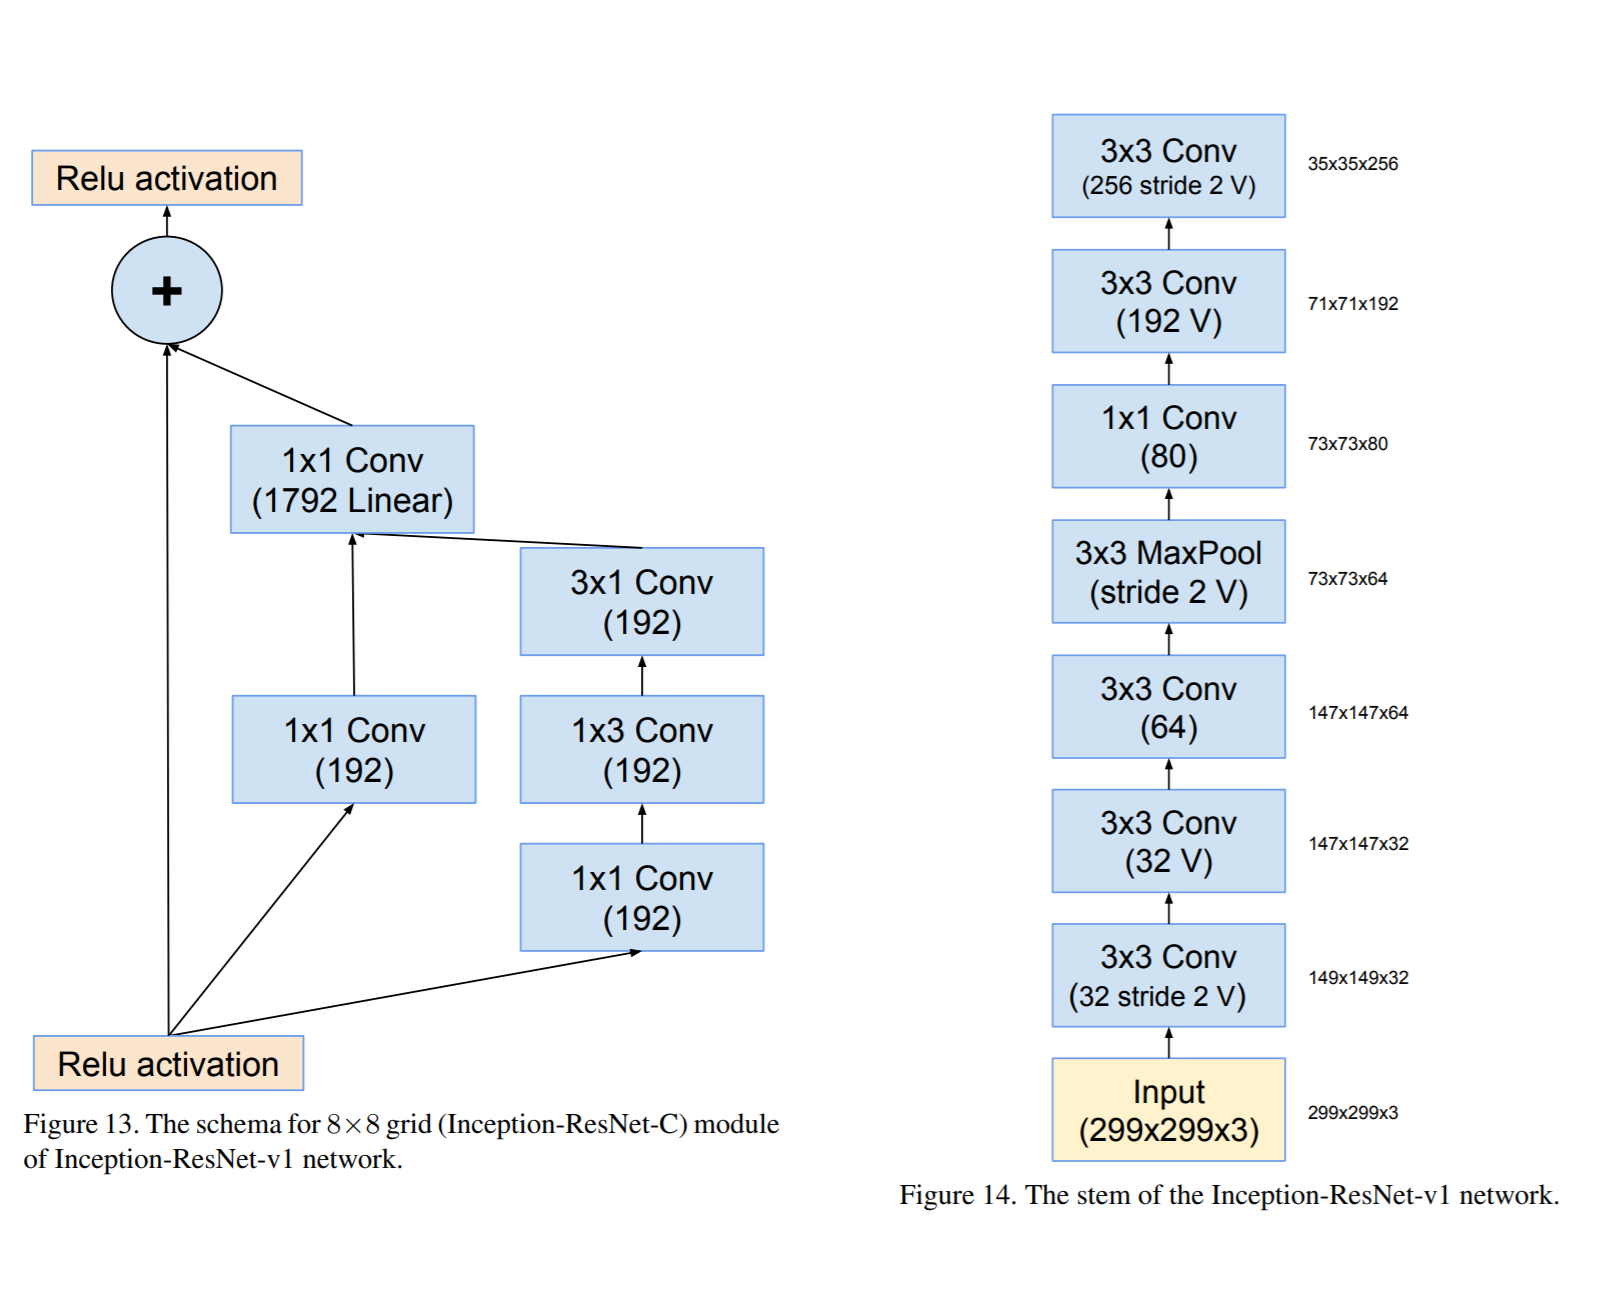 Relu activation
+
1x1 Conv
(1792 Linear)
3x1 Conv
(192)
1x1 Conv
(192)
1x3 Conv
(192)
1x1 Conv
(192)
Relu activation
Figure 13. The schema for 8×8 grid (Inception-ResNet-C) module
of Inception-ResNet-v1 network.
3x3 Conv
(256 stride 2 V)
35x35x256
3x3 Conv
(192 V)
71x71x192
1x1 Conv
(80)
73x73x80
3x3 MaxPool
(stride 2 V)
73x73x64
3x3 Conv
(64)
147x147x64
3x3 Conv
(32 V)
147x147x32
3x3 Conv
(32 stride 2 V)
149x149x32
Input
(299x299x3)
299x299x3
Figure 14. The stem of the Inception-ResNet-v1 network.